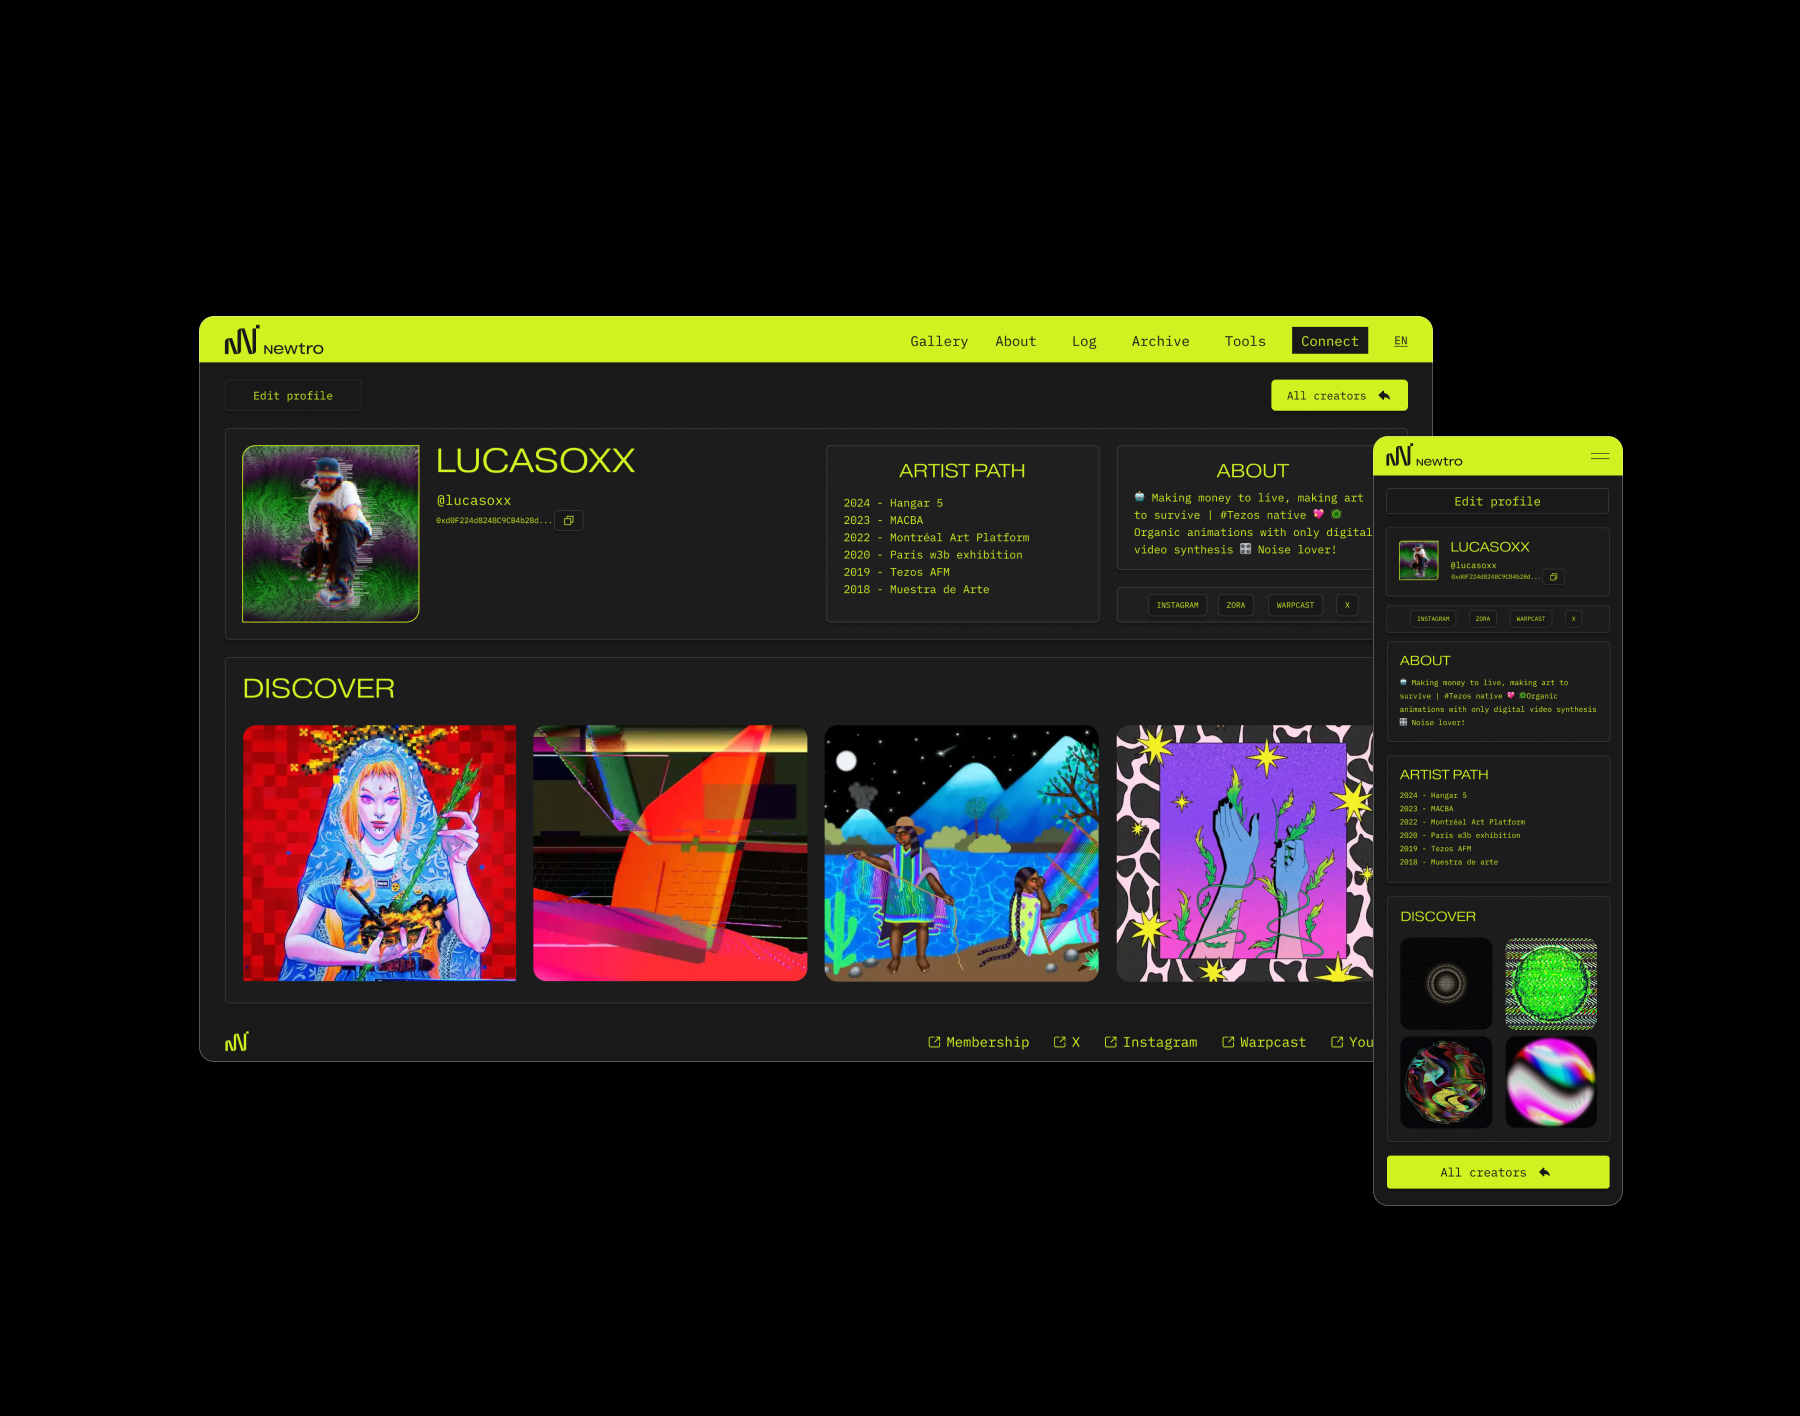 Newtro
Gallery About Log Archive Tools Connect EN
Edit profile
All creators
LUCASOXX
@lucasoxx
0xd0F224d8248C9CB4b28d...
ARTIST PATH
2024 - Hangar 5
2023 - MACBA
2022 - Montréal Art Platform
2020 - Paris w3b exhibition
2019 - Tezos AFM
2018 - Muestra de Arte
ABOUT
🤖 Making money to live, making art
to survive | #Tezos native 💖 👾
Organic animations with only digital
video synthesis 🎛 Noise lover!
INSTAGRAM ZORA WARPCAST X
DISCOVER
Membership X Instagram Warpcast You
Newtro
Edit profile
LUCASOXX
@lucasoxx
0xd0F224d8248C9CB4b28d...
INSTAGRAM ZORA WARPCAST X
ABOUT
🤖 Making money to live, making art to
survive | #Tezos native 💖 👾Organic
animations with only digital video synthesis
🎛 Noise lover!
ARTIST PATH
2024 - Hangar 5
2023 - MACBA
2022 - Montréal Art Platform
2020 - Paris w3b exhibition
2019 - Tezos AFM
2018 - Muestra de arte
DISCOVER
All creators